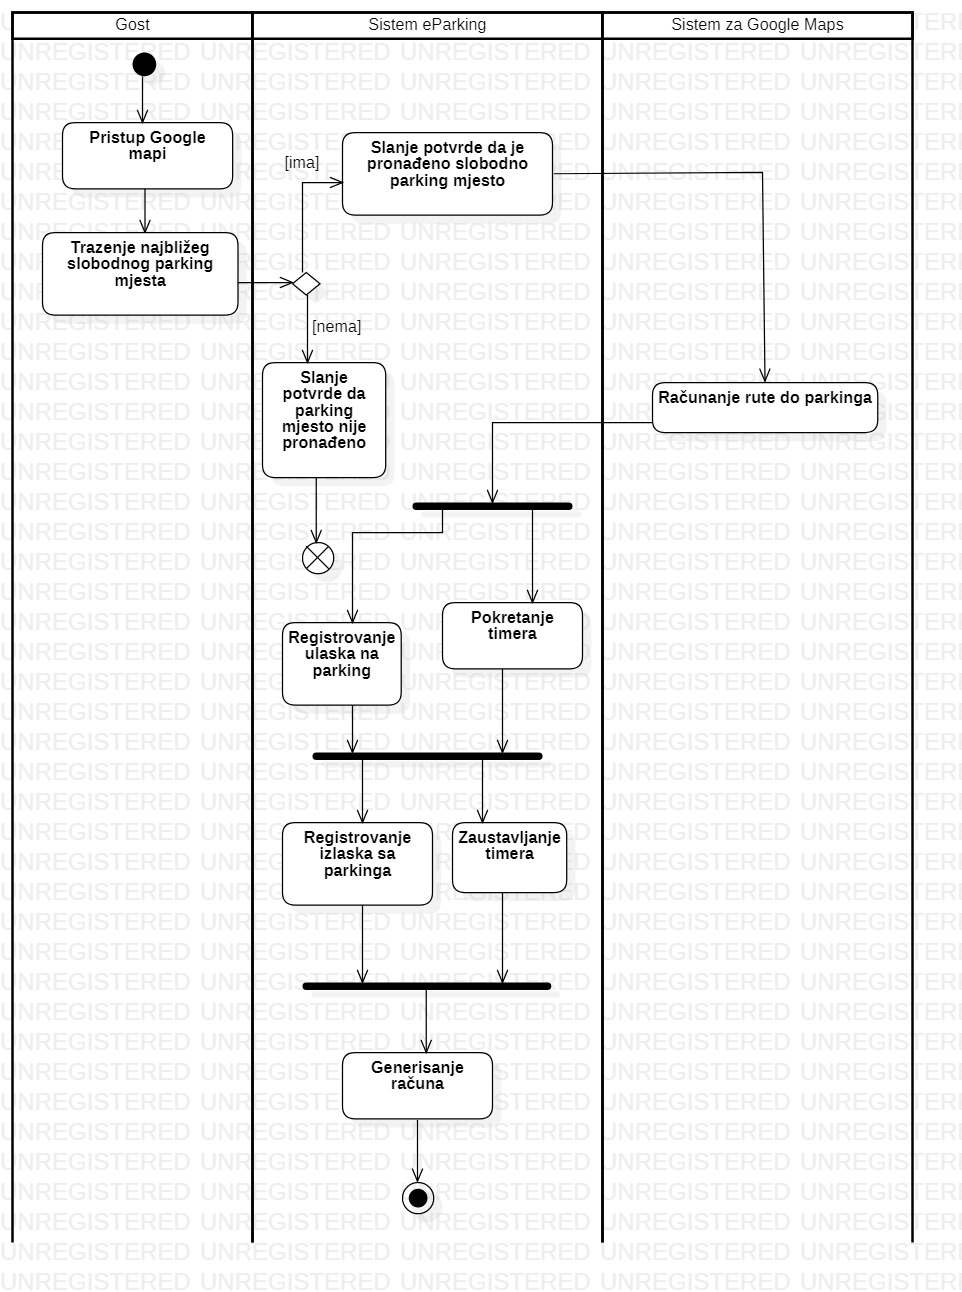 Gost
Sistem eParking
Sistem za Google Maps
Pristup Google
mapi
Trazenje najbližeg
slobodnog parking
mjesta
[ima]
Slanje potvrde da je
pronađeno slobodno
parking mjesto
[nema]
Slanje
potvrde da
parking
mjesto nije
pronađeno
Računanje rute do parkinga
Registrovanje
ulaska na
parking
Pokretanje
timera
Registrovanje
izlaska sa
parkinga
Zaustavljanje
timera
Generisanje
računa
UNREGISTERED